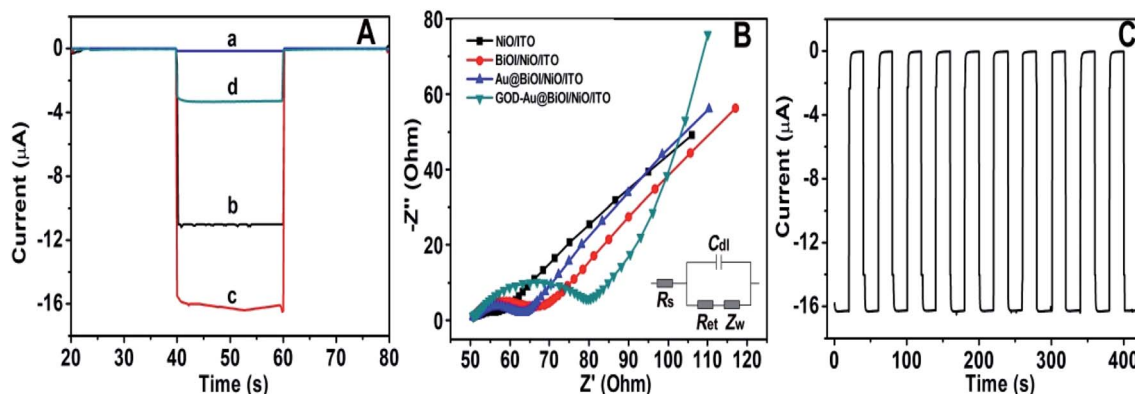 A
0
-4
-8
-12
-16
a
d
b
c
20 30 40 50 60 70 80
Time (s)
Current (μA)
B
80
60
40
20
0
NiO/ITO
BiOI/NiO/ITO
Au@BiOI/NiO/ITO
GOD-Au@BiOI/NiO/ITO
Cdl
Rs
Ret Zw
50 60 70 80 90 100 110 120
Z' (Ohm)
-Z'' (Ohm)
C
0
-4
-8
-12
-16
0 100 200 300 400
Time (s)
Current (μA)